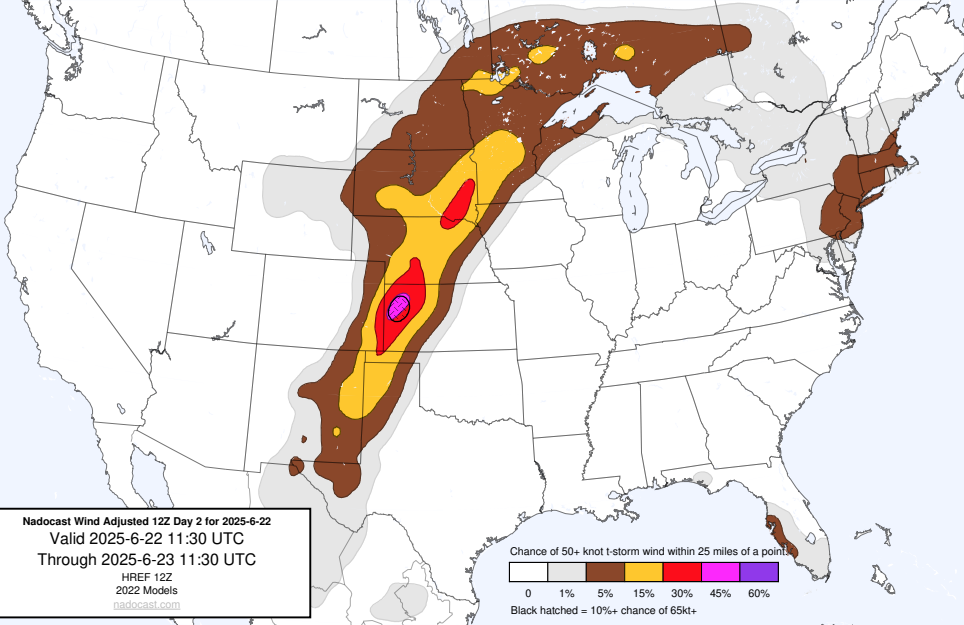 Nadocast Wind Adjusted 12Z Day 2 for 2025-6-22
Valid 2025-6-22 11:30 UTC
Through 2025-6-23 11:30 UTC
HREF 12Z
2022 Models
nadocast.com
Chance of 50+ knot t-storm wind within 25 miles of a point.
0 1% 5% 15% 30% 45% 60%
Black hatched = 10%+ chance of 65kt+